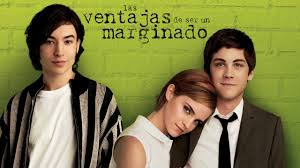 las
ventajas
de ser un
marginado